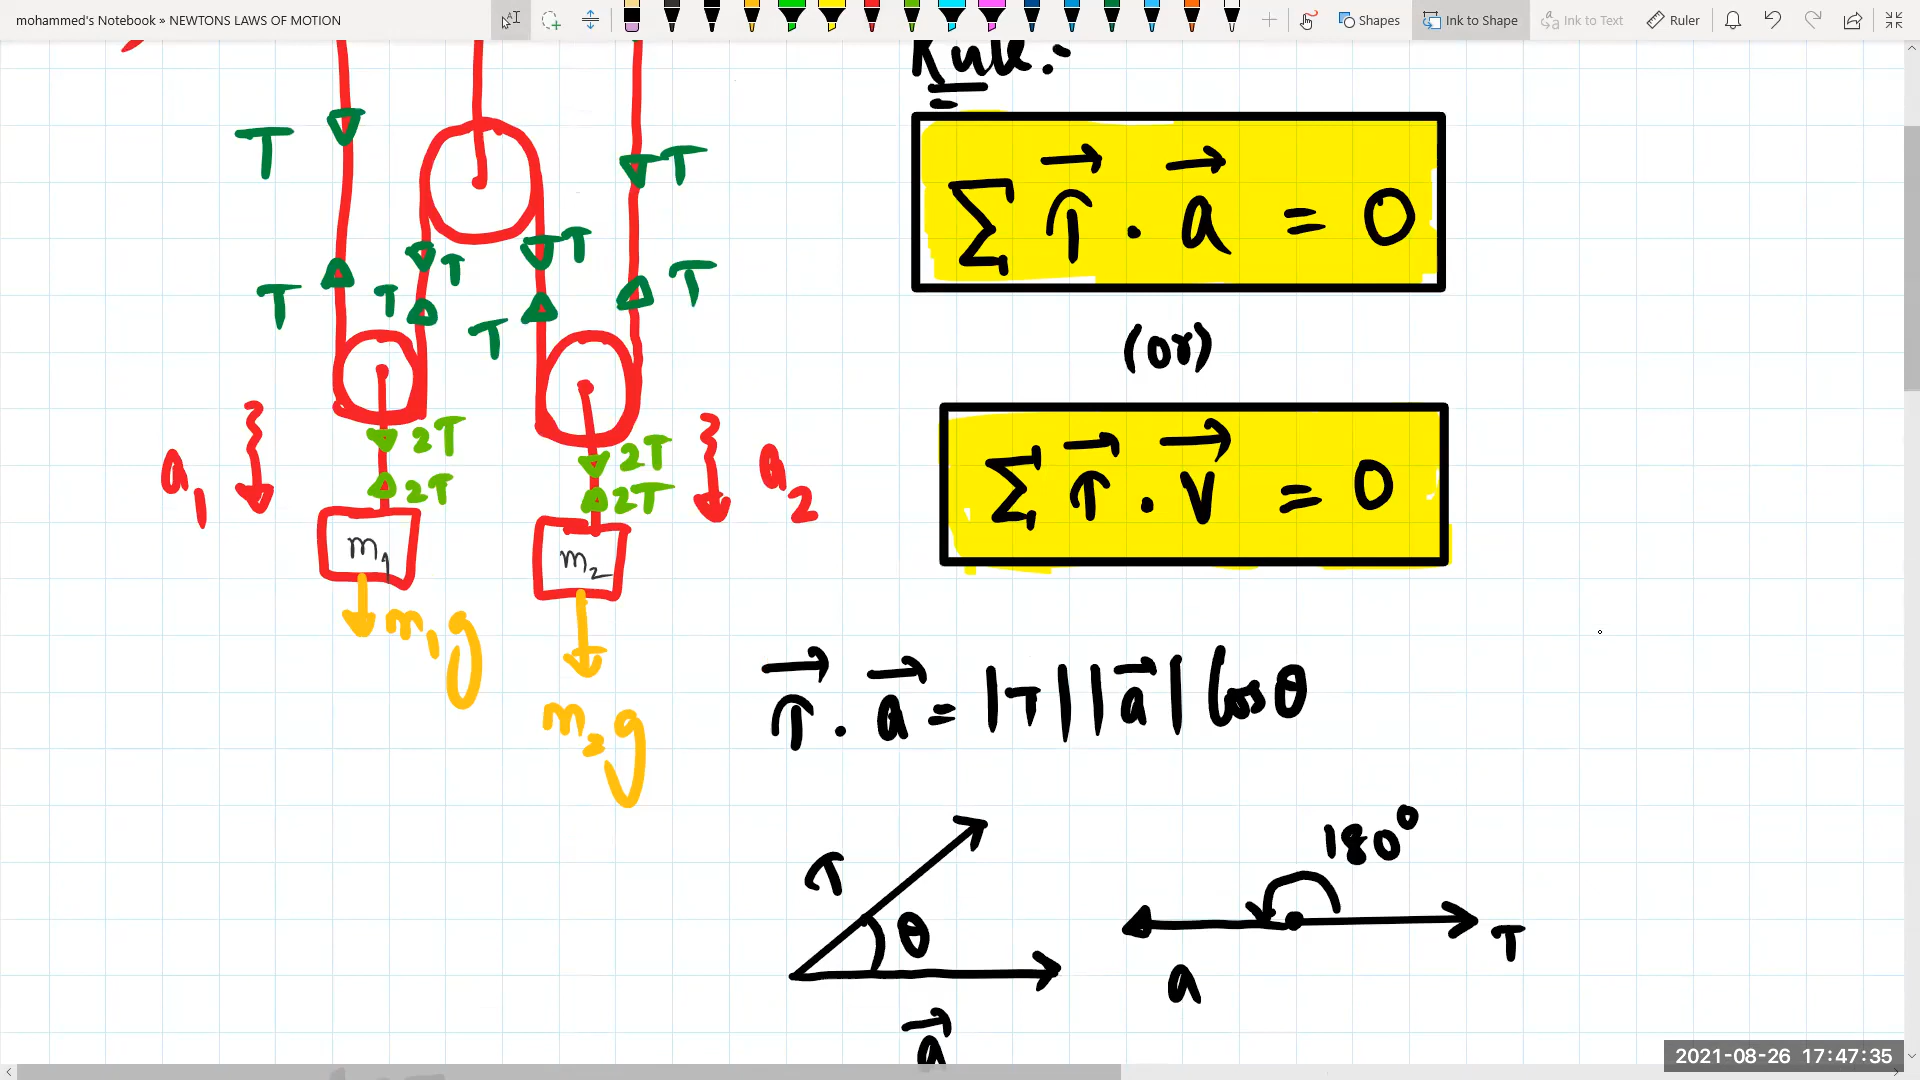 mohammed's Notebook » NEWTONS LAWS OF MOTION
Shapes
Ink to Shape
Ink to Text
Ruler
Rule:-
T
T
T
T
T
T
T
T
2T
2T
2T
2T
a₁
a₂
m₁
m₂
m₁g
m₂g
∑ T⃗ . a⃗ = 0
(or)
∑ T⃗ . V⃗ = 0
T⃗ . a⃗ = |T||a⃗| Cosθ
T
θ
a⃗
180°
a
T
2021-08-26 17:47:35